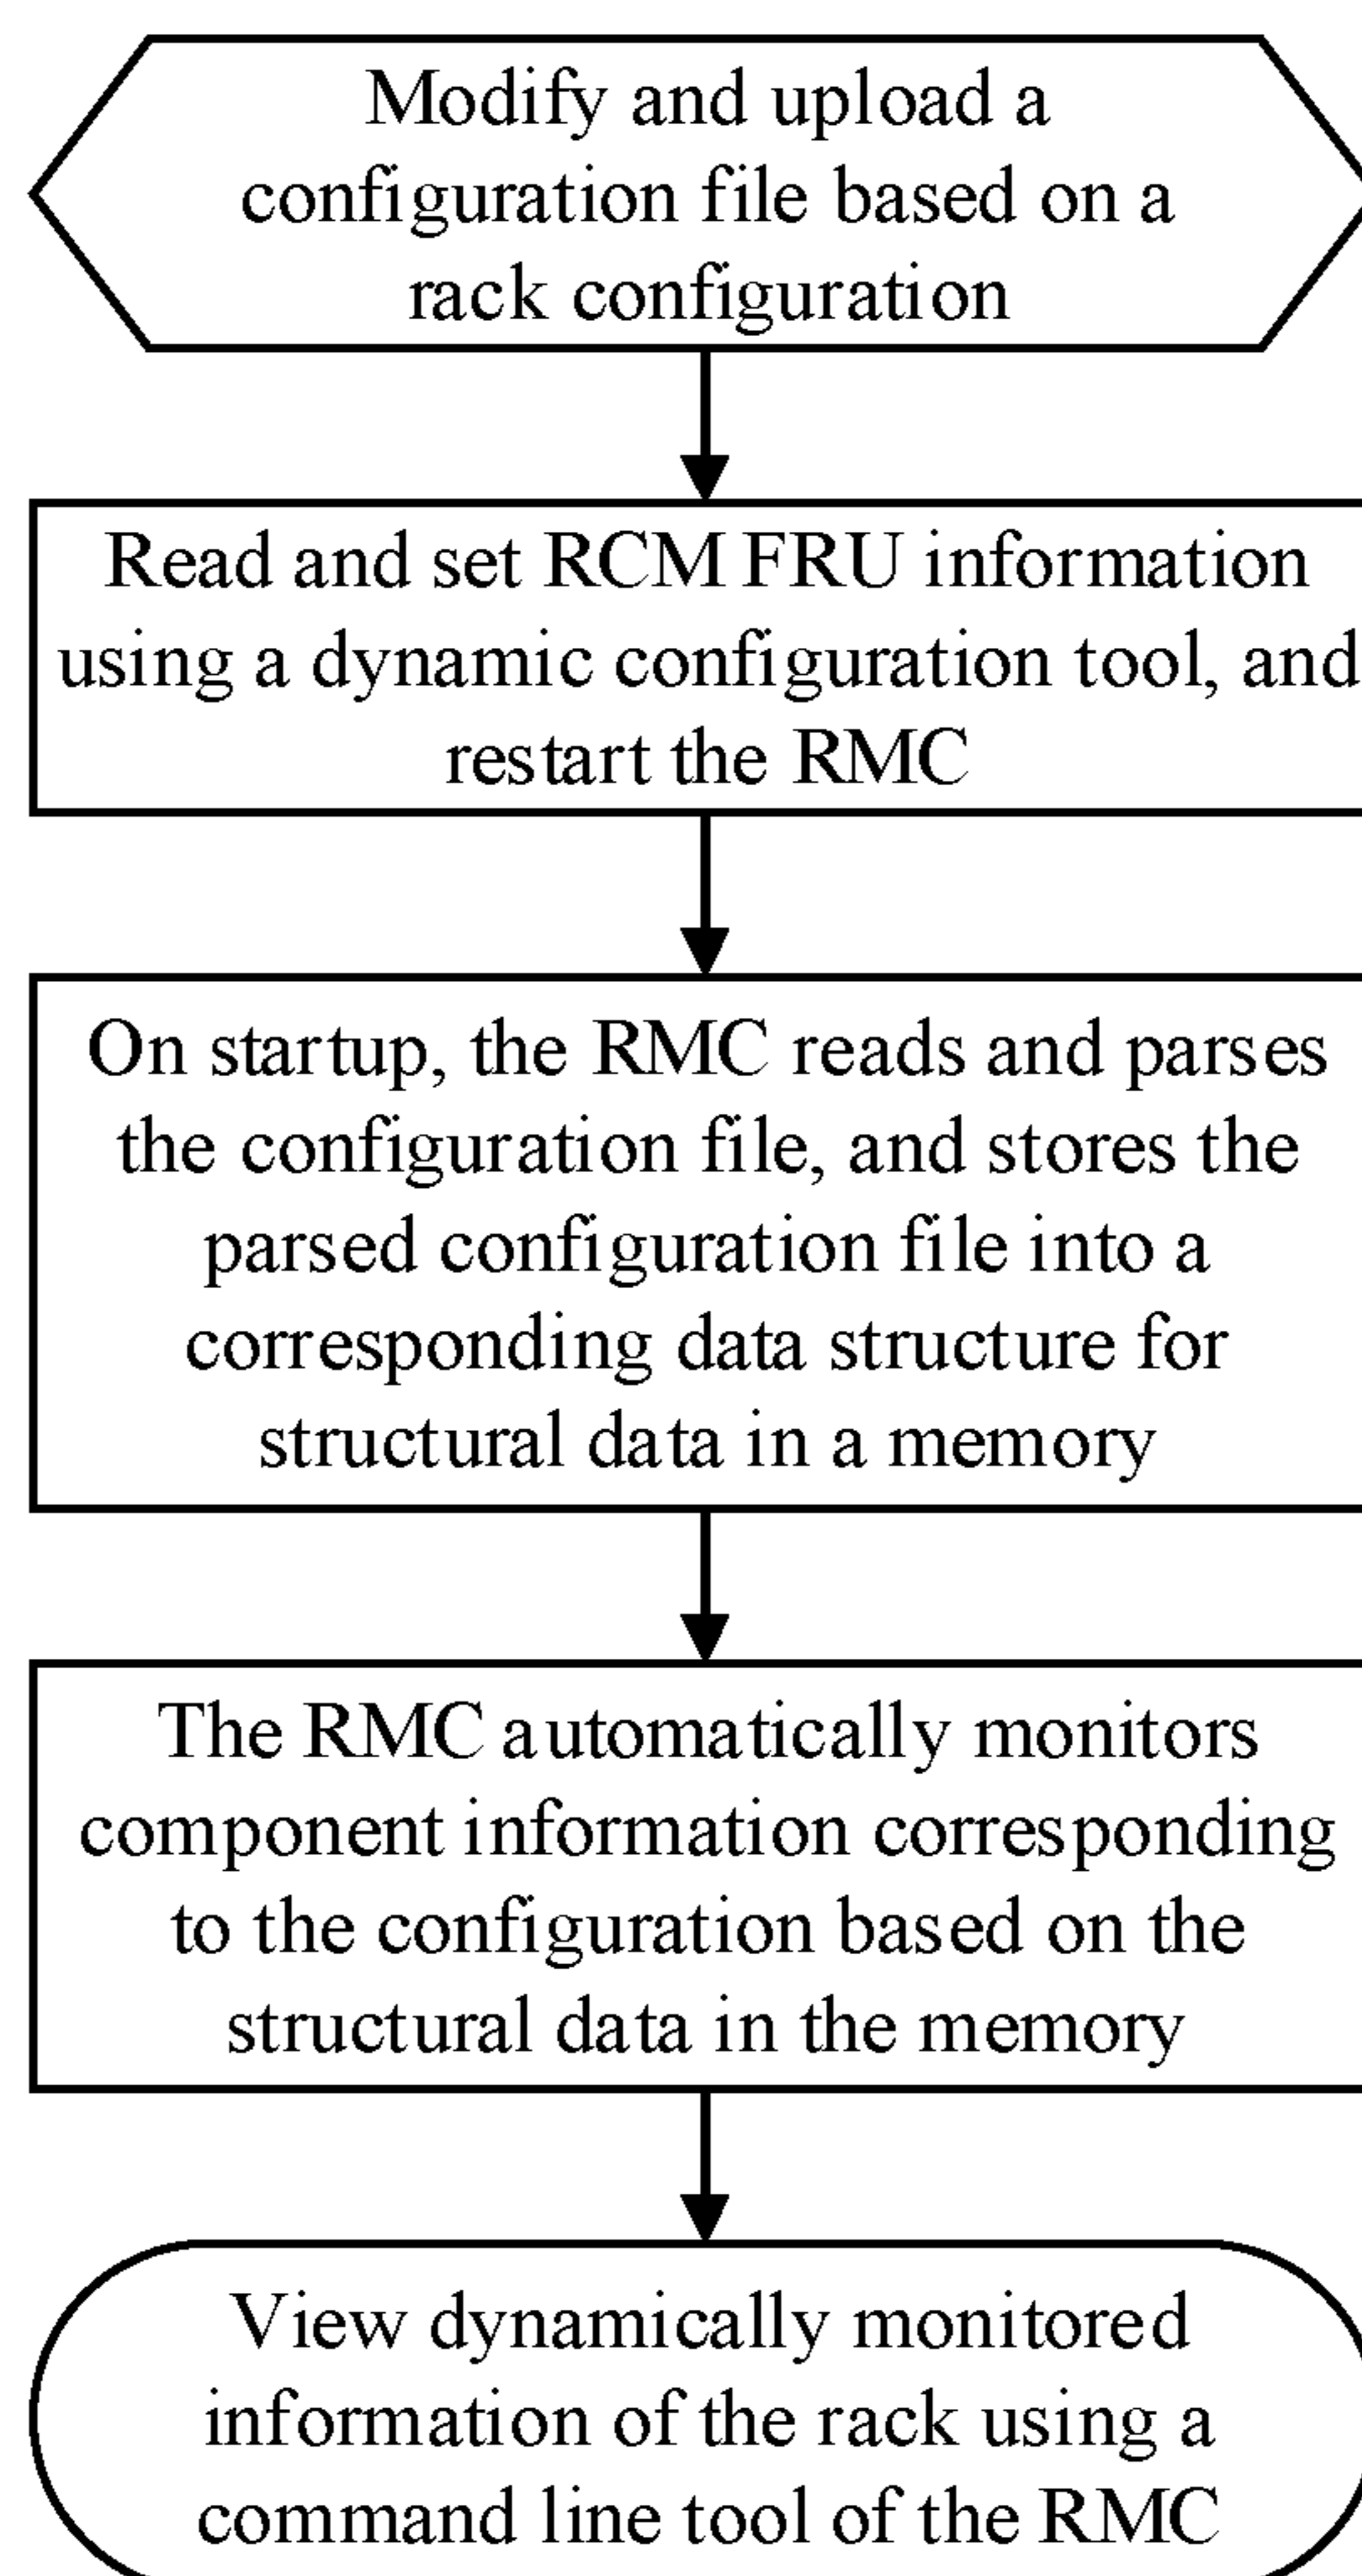 Modify and upload a
configuration file based on a
rack configuration
Read and set RCM FRU information
using a dynamic configuration tool, and
restart the RMC
On startup, the RMC reads and parses
the configuration file, and stores the
parsed configuration file into a
corresponding data structure for
structural data in a memory
The RMC automatically monitors
component information corresponding
to the configuration based on the
structural data in the memory
View dynamically monitored
information of the rack using a
command line tool of the RMC